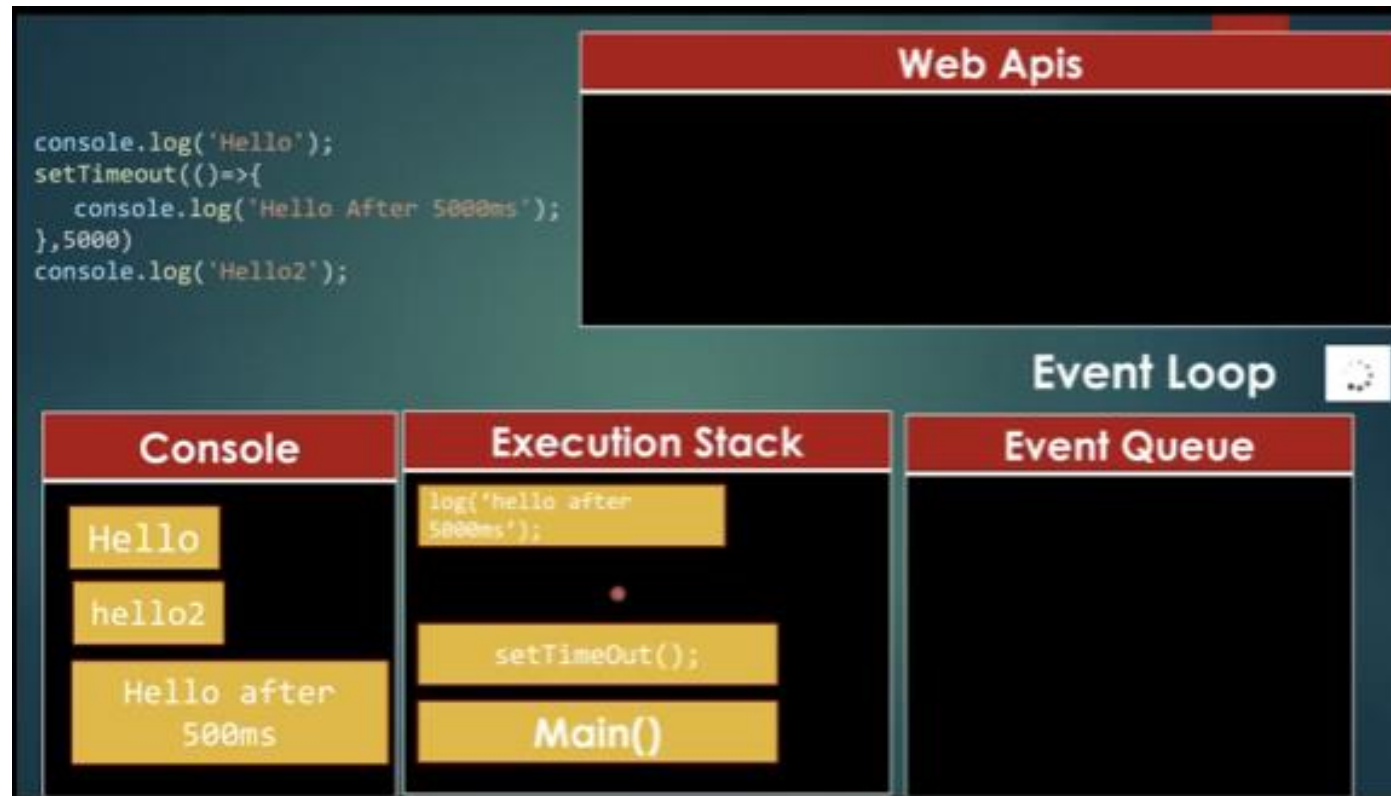 Web Apis
console.log('Hello');
setTimeout(()=>{
console.log('Hello After 5000ms');
},5000)
console.log('Hello2');
Event Loop
Console
Execution Stack
Event Queue
Hello
hello2
Hello after
500ms
log('hello after
5000ms');
setTimeOut();
Main()